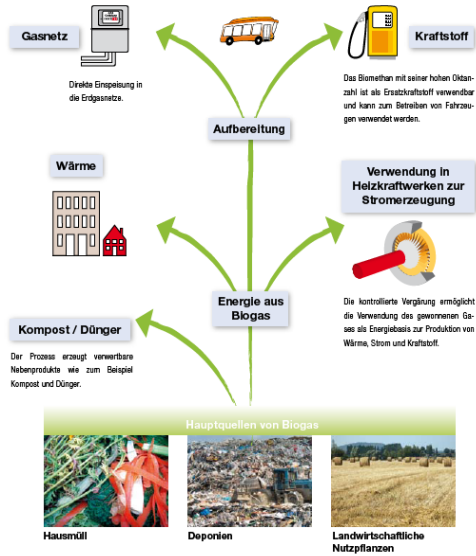 Gasnetz
Kraftstoff
Direkte Einspeisung in
die Erdgasnetze.
Das Biomethan mit seiner hohen Oktan-
zahl ist als Ersatzkraftstoff verwendbar
und kann zum Betreiben von Fahrzeu-
gen verwendet werden.
Aufbereitung
Wärme
Verwendung in
Heizkraftwerken zur
Stromerzeugung
Energie aus
Biogas
Die kontrollierte Vergärung ermöglicht
die Verwendung des gewonnenen Ga-
ses als Energiebasis zur Produktion von
Wärme, Strom und Kraftstoff.
Kompost / Dünger
Der Prozess erzeugt verwertbare
Nebenprodukte wie zum Beispiel
Kompost und Dünger.
Hauptquellen von Biogas
Hausmüll
Deponien
Landwirtschaftliche
Nutzpflanzen